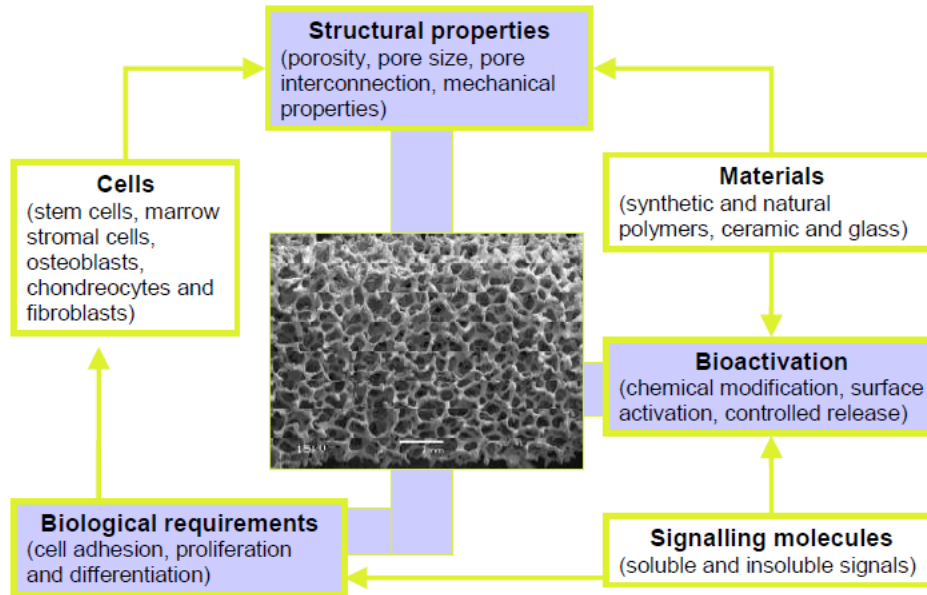 Structural properties
(porosity, pore size, pore
interconnection, mechanical
properties)
Cells
(stem cells, marrow
stromal cells,
osteoblasts,
chondreocytes and
fibroblasts)
Materials
(synthetic and natural
polymers, ceramic and glass)
Bioactivation
(chemical modification, surface
activation, controlled release)
15kU
Biological requirements
(cell adhesion, proliferation
and differentiation)
Signalling molecules
(soluble and insoluble signals)